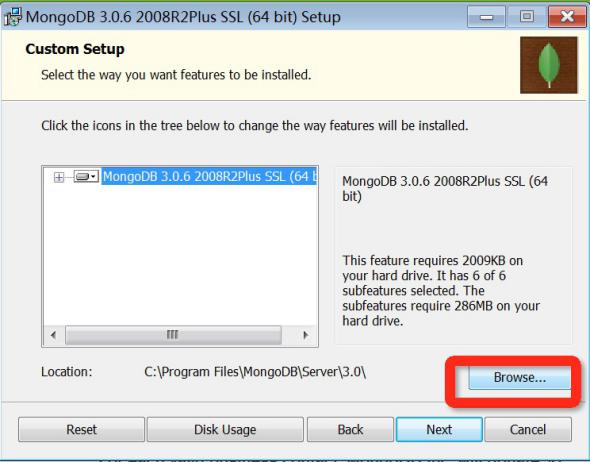 MongoDB 3.0.6 2008R2Plus SSL (64 bit) Setup
Custom Setup
Select the way you want features to be installed.
Click the icons in the tree below to change the way features will be installed.
MongoDB 3.0.6 2008R2Plus SSL (64 b
MongoDB 3.0.6 2008R2Plus SSL (64
bit)
This feature requires 2009KB on
your hard drive. It has 6 of 6
subfeatures selected. The
subfeatures require 286MB on your
hard drive.
Location: C:\Program Files\MongoDB\Server\3.0\
Browse...
Reset Disk Usage Back Next Cancel